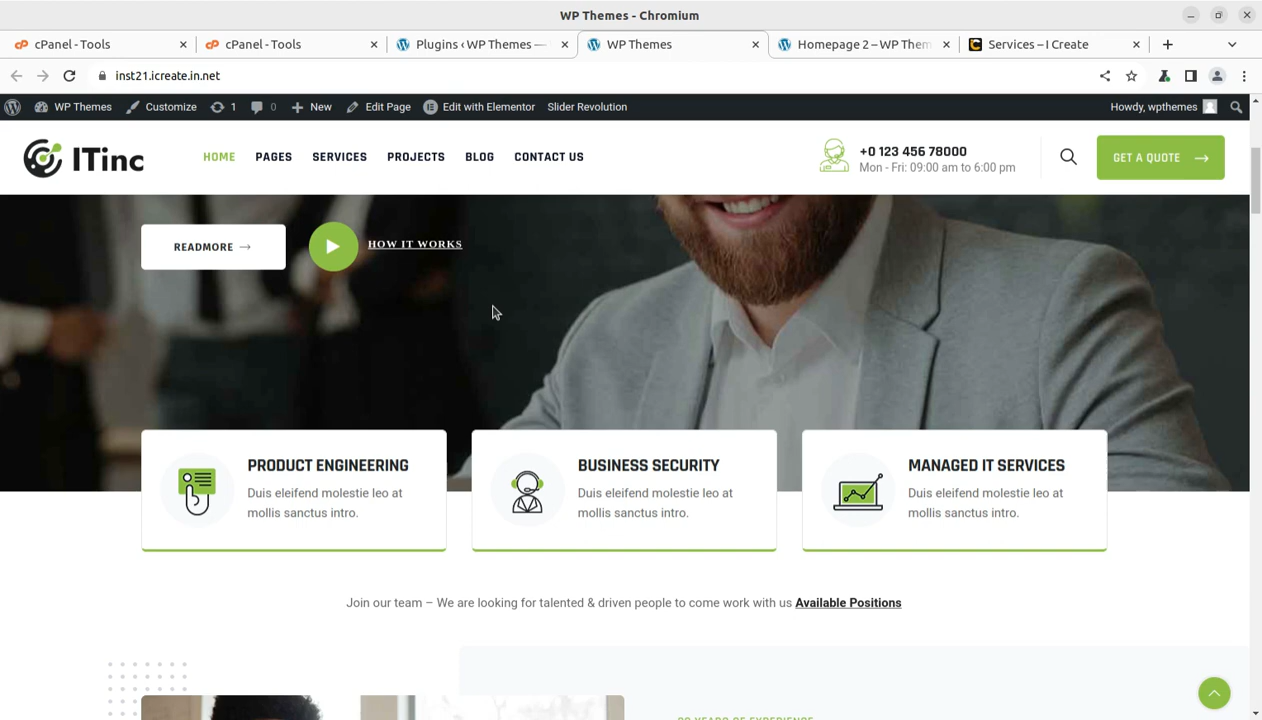 WP Themes - Chromium
cPanel - Tools
cPanel - Tools
Plugins ‹ WP Themes —
WP Themes
Homepage 2 – WP Them
Services – I Create
inst21.icreate.in.net
WP Themes
Customize
1
0
New
Edit Page
Edit with Elementor
Slider Revolution
Howdy, wpthemes
ITinc
HOME
PAGES
SERVICES
PROJECTS
BLOG
CONTACT US
+0 123 456 78000
Mon - Fri: 09:00 am to 6:00 pm
GET A QUOTE
READMORE
HOW IT WORKS
PRODUCT ENGINEERING
Duis eleifend molestie leo at
mollis sanctus intro.
BUSINESS SECURITY
Duis eleifend molestie leo at
mollis sanctus intro.
MANAGED IT SERVICES
Duis eleifend molestie leo at
mollis sanctus intro.
Join our team – We are looking for talented & driven people to come work with us Available Positions